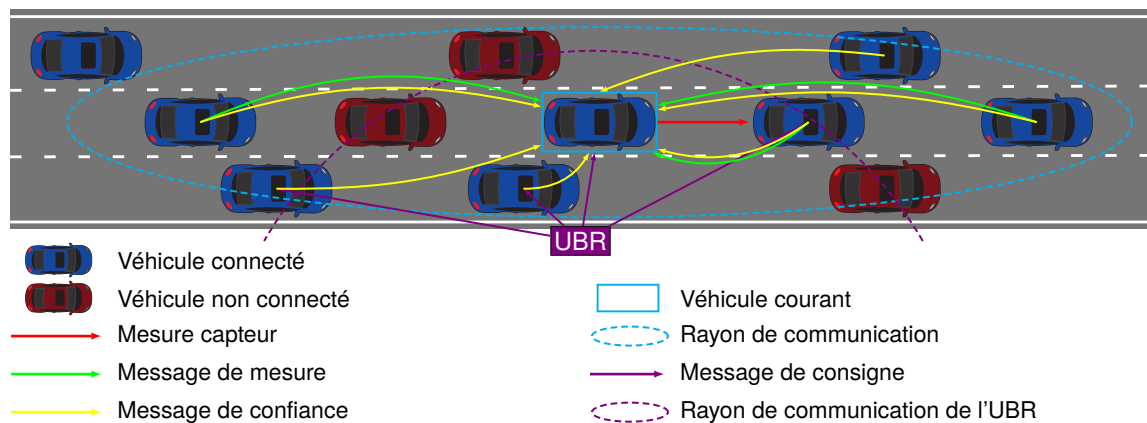 UBR
Véhicule connecté
Véhicule non connecté
Mesure capteur
Message de mesure
Message de confiance
Véhicule courant
Rayon de communication
Message de consigne
Rayon de communication de l'UBR